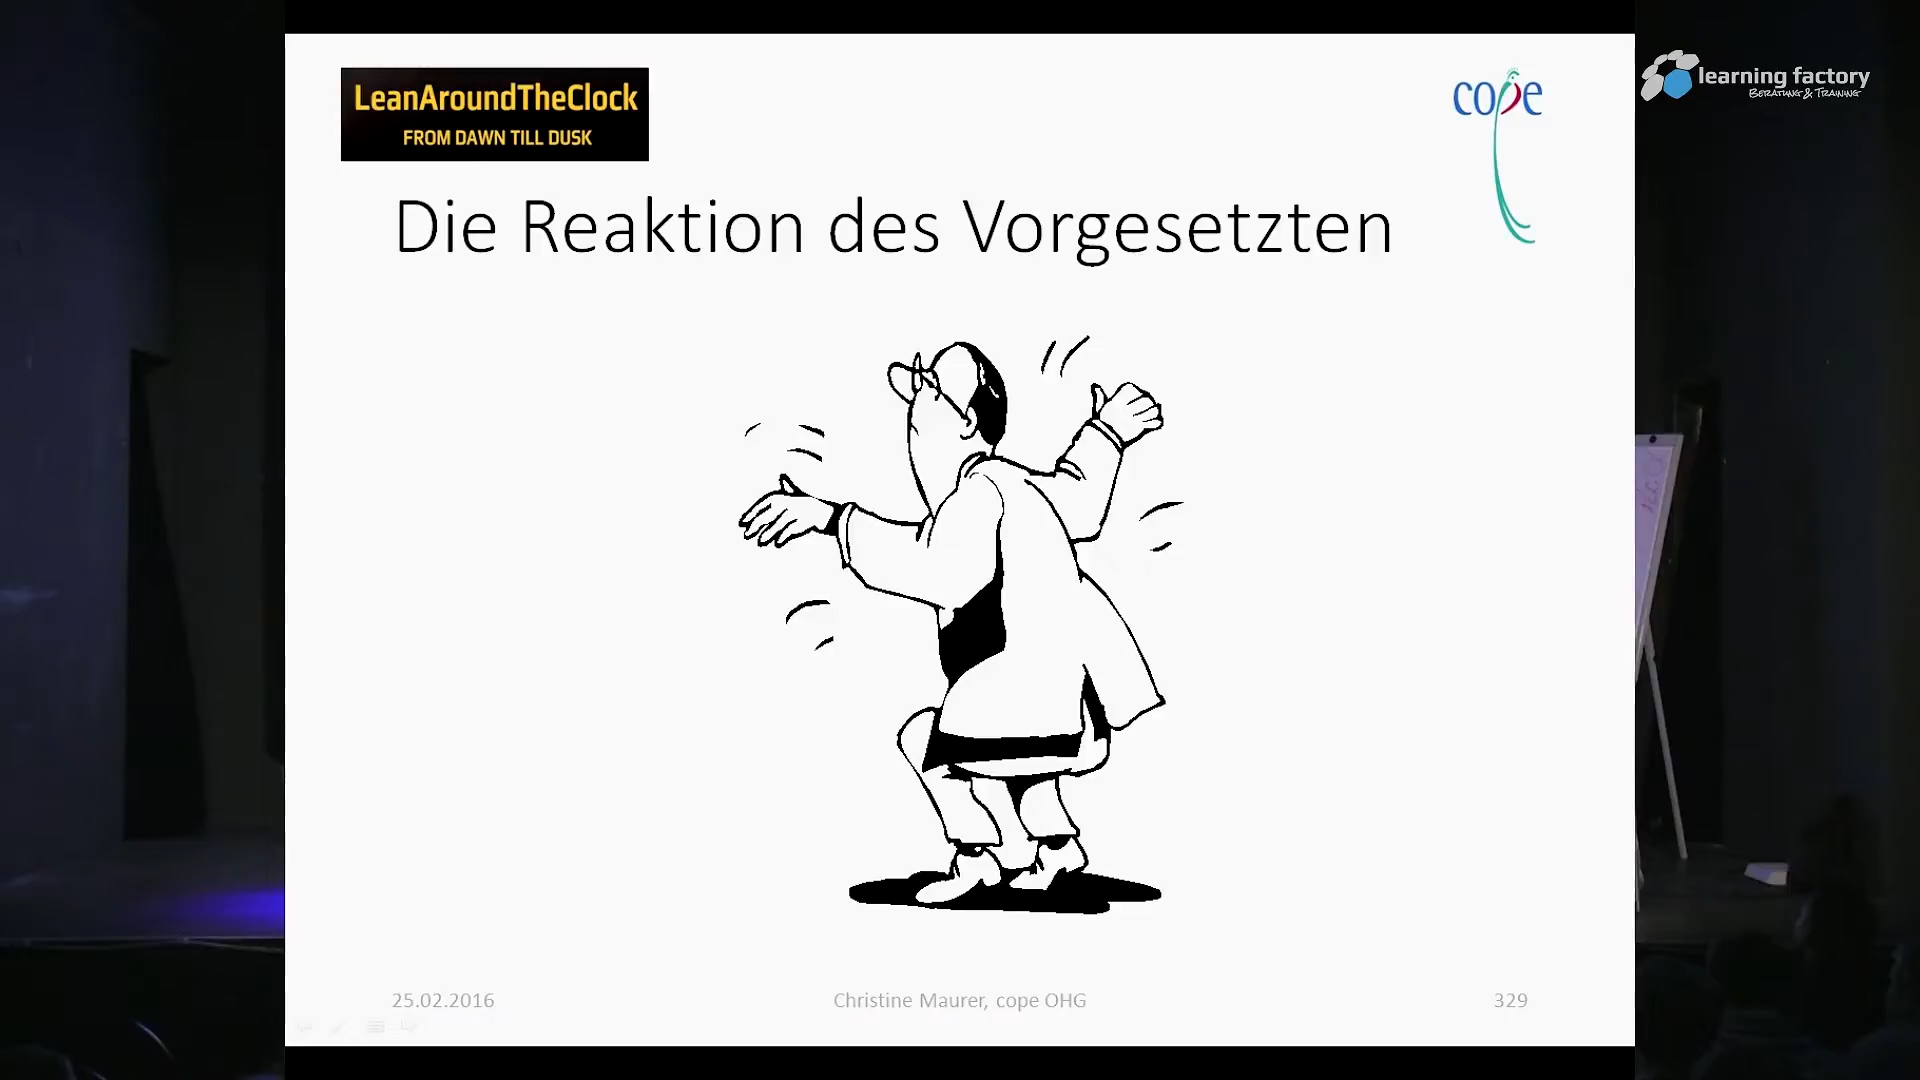 LeanAroundTheClock
FROM DAWN TILL DUSK
cope
learning factory
BERATUNG & TRAINING
Die Reaktion des Vorgesetzten
25.02.2016
Christine Maurer, cope OHG
329